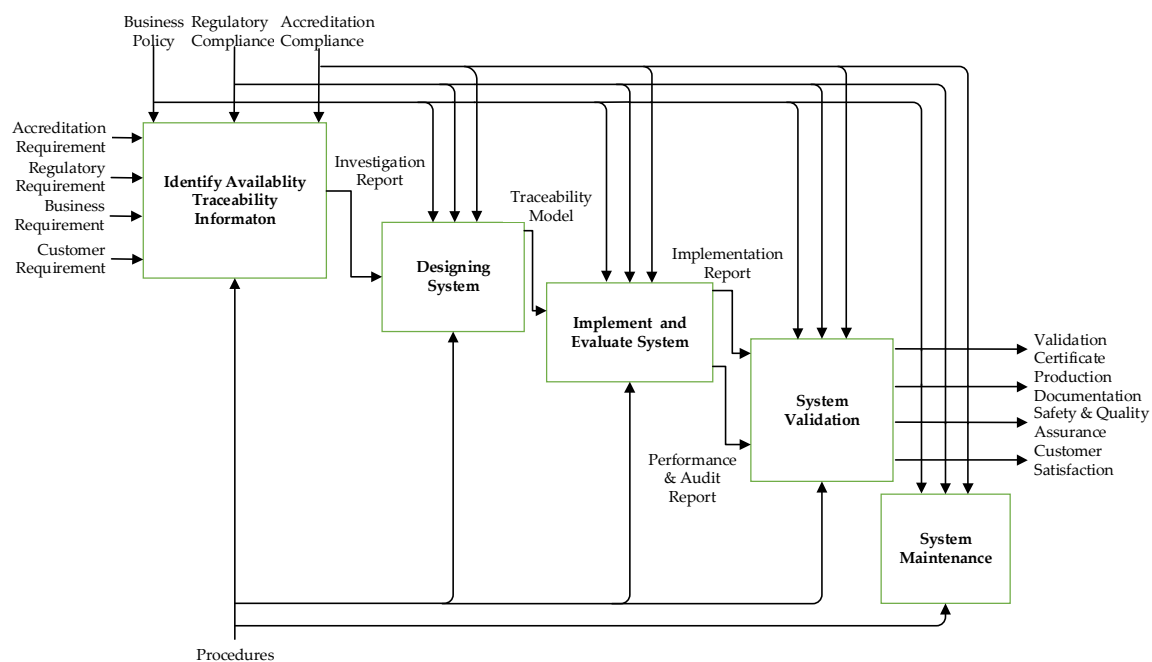 Business
Policy
Regulatory
Compliance
Accreditation
Compliance
Accreditation
Requirement
Regulatory
Requirement
Business
Requirement
Customer
Requirement
Identify Availablity
Traceability
Informaton
Investigation
Report
Designing
System
Traceability
Model
Implement and
Evaluate System
Implementation
Report
Performance
& Audit
Report
System
Validation
Validation
Certificate
Production
Documentation
Safety & Quality
Assurance
Customer
Satisfaction
System
Maintenance
Procedures